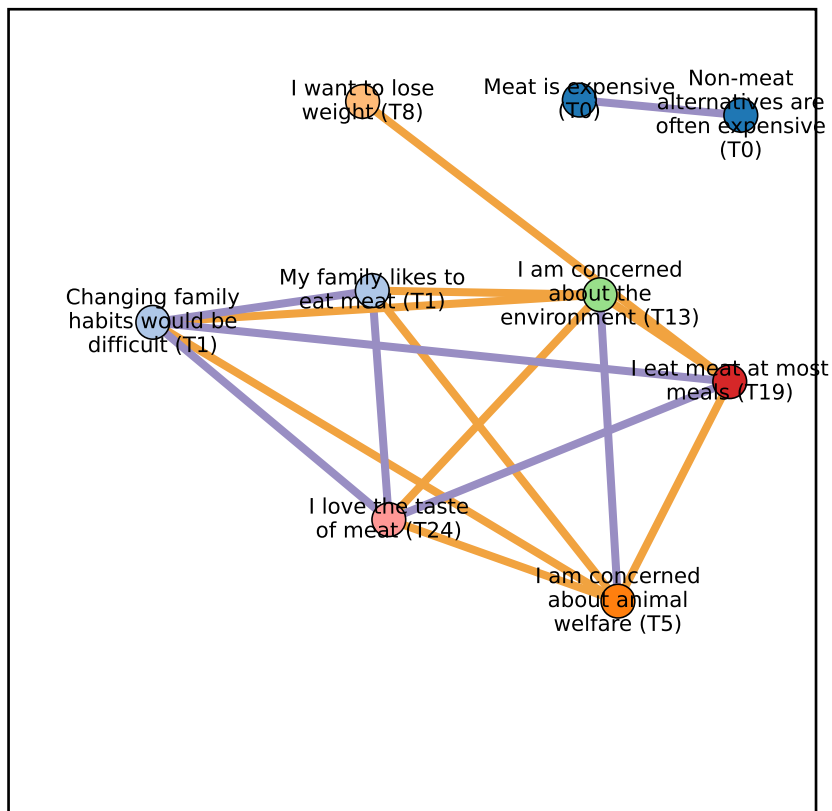 I want to lose
weight (T8)
Meat is expensive
(T0)
Non-meat
alternatives are
often expensive
(T0)
My family likes to
eat meat (T1)
I am concerned
about the
environment (T13)
Changing family
habits would be
difficult (T1)
I eat meat at most
meals (T19)
I love the taste
of meat (T24)
I am concerned
about animal
welfare (T5)